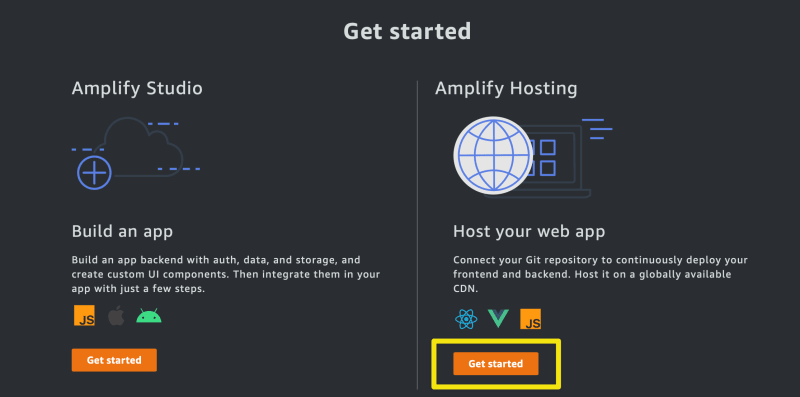 Get started
Amplify Studio
Build an app
Build an app backend with auth, data, and storage, and
create custom UI components. Then integrate them in your
app with just a few steps.
JS
Get started
Amplify Hosting
Host your web app
Connect your Git repository to continuously deploy your
frontend and backend. Host it on a globally available
CDN.
JS
Get started